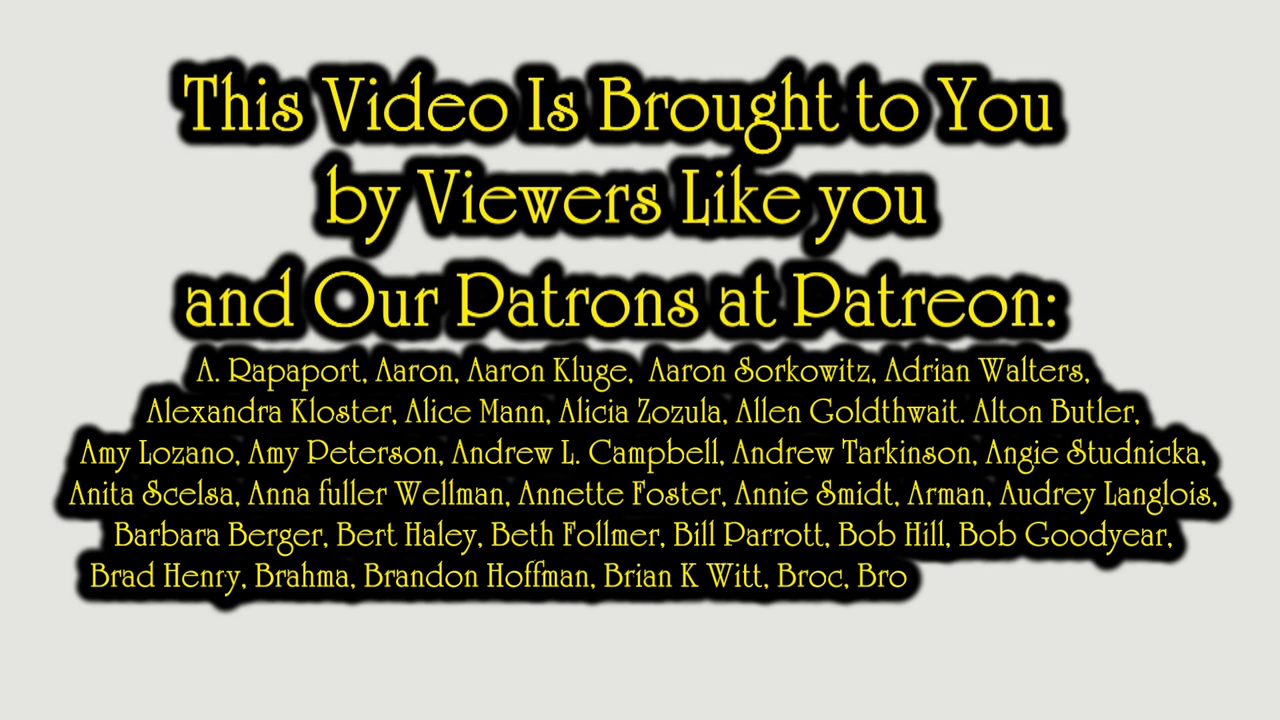 This Video Is Brought to You
by Viewers Like you
and Our Patrons at Patreon:
A. Rapaport, Aaron, Aaron Kluge,  Aaron Sorkowitz, Adrian Walters,
Alexandra Kloster, Alice Mann, Alicia Zozula, Allen Goldthwait. Alton Butler,
Amy Lozano, Amy Peterson, Andrew L. Campbell, Andrew Tarkinson, Angie Studnicka,
Anita Scelsa, Anna fuller Wellman, Annette Foster, Annie Smidt, Arman, Audrey Langlois,
Barbara Berger, Bert Haley, Beth Follmer, Bill Parrott, Bob Hill, Bob Goodyear,
Brad Henry, Brahma, Brandon Hoffman, Brian K Witt, Broc, Bro